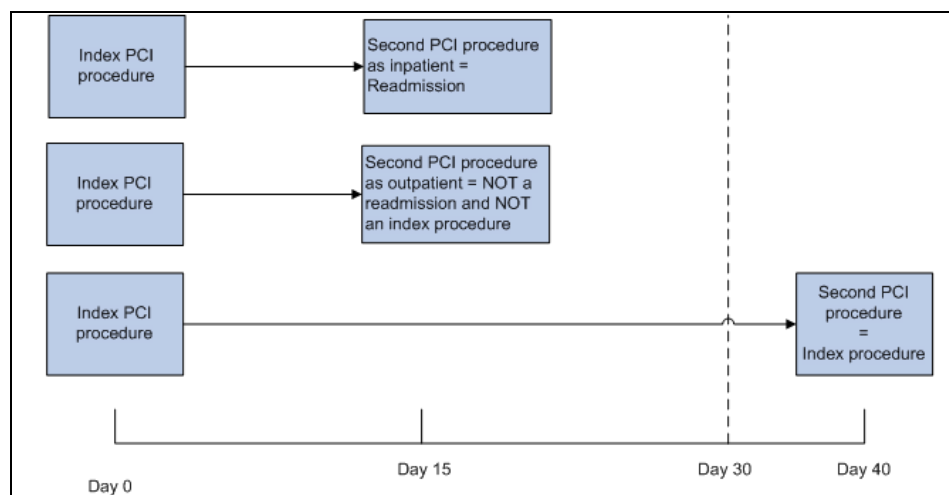 Index PCI
procedure
Second PCI procedure
as inpatient =
Readmission
Index PCI
procedure
Second PCI procedure
as outpatient = NOT a
readmission and NOT
an index procedure
Index PCI
procedure
Second PCI
procedure
=
Index procedure
Day 0
Day 15
Day 30
Day 40